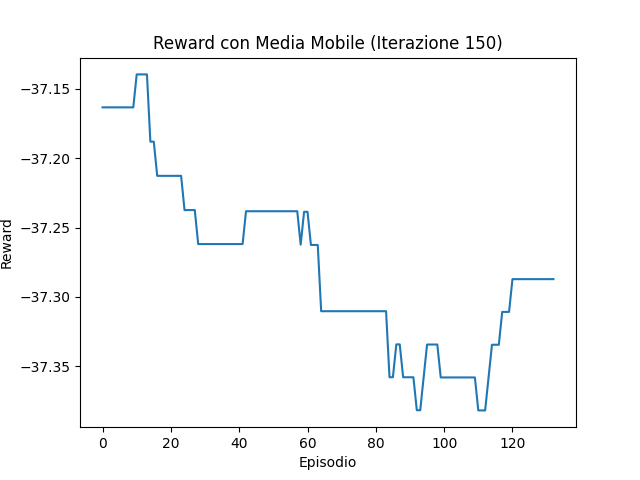 Reward con Media Mobile (Iterazione 150)
Reward
−37.15
−37.20
−37.25
−37.30
−37.35
0 20 40 60 80 100 120
Episodio